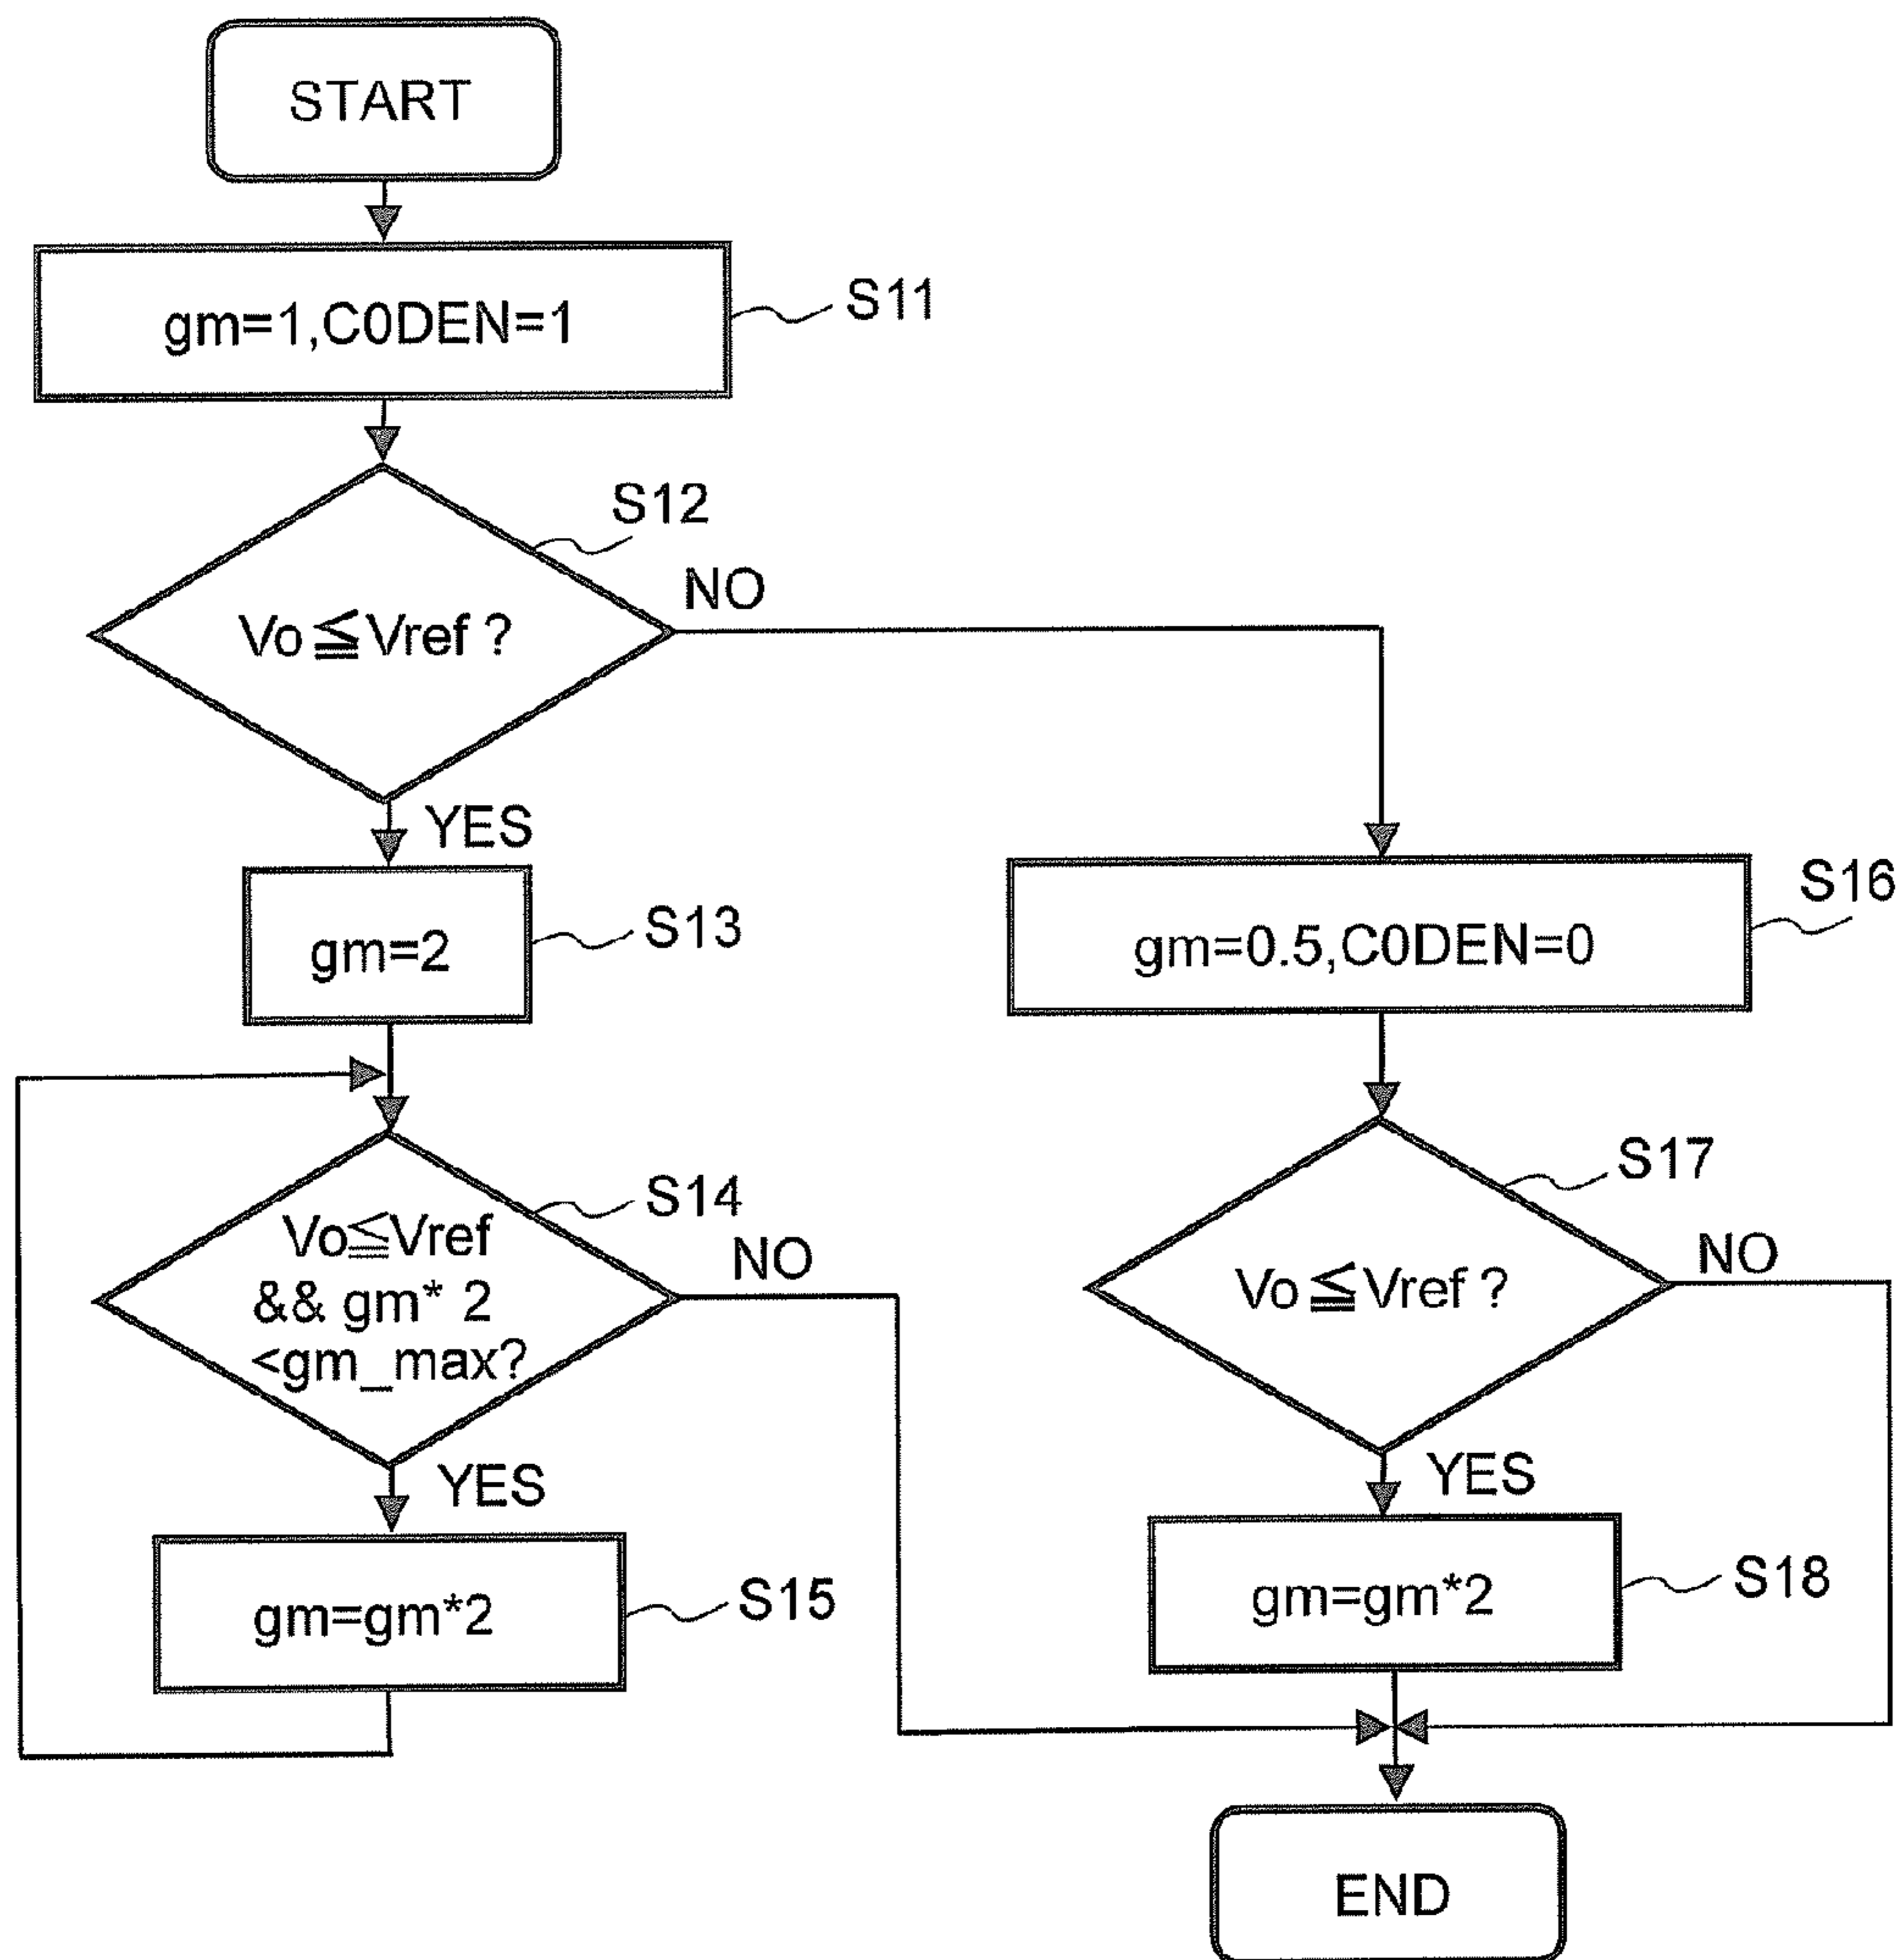 START
gm=1,C0DEN=1
S11
S12
Vo≦Vref ?
NO
YES
gm=2
S13
gm=0.5,C0DEN=0
S16
S14
Vo≦Vref
&& gm* 2
<gm_max?
NO
YES
S17
Vo≦Vref ?
NO
YES
gm=gm*2
S15
gm=gm*2
S18
END